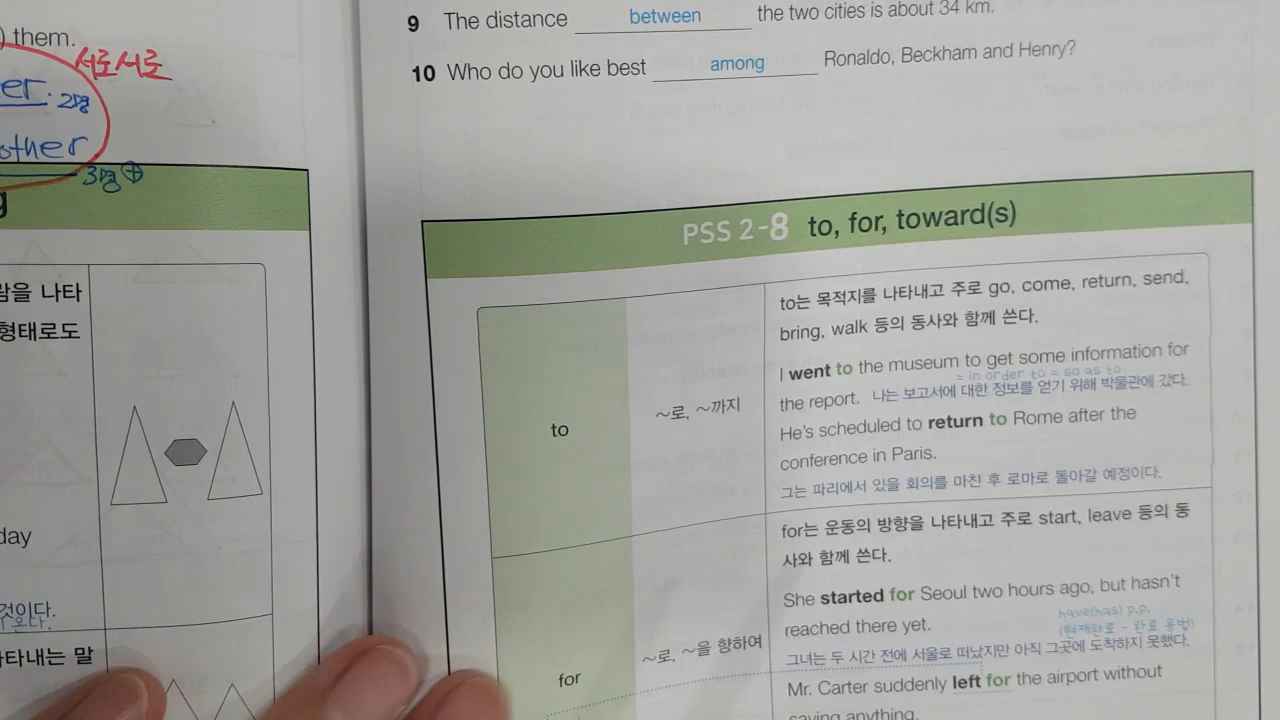 ) them.
서로서로
er. 2명
other
3명 ⊕
g
람을 나타
형태로도
day
것이다.
타내는 말
9 The distance between the two cities is about 34 km.
10 Who do you like best among Ronaldo, Beckham and Henry?
PSS 2-8 to, for, toward(s)
to
~로, ~까지
to는 목적지를 나타내고 주로 go, come, return, send,
bring, walk 등의 동사와 함께 쓴다.
I went to the museum to get some information for
= in order to = so as to
the report. 나는 보고서에 대한 정보를 얻기 위해 박물관에 갔다.
He's scheduled to return to Rome after the
conference in Paris.
그는 파리에서 있을 회의를 마친 후 로마로 돌아갈 예정이다.
for
~로, ~을 향하여
for는 운동의 방향을 나타내고 주로 start, leave 등의 동
사와 함께 쓴다.
She started for Seoul two hours ago, but hasn't
reached there yet.
have(has) p.p.
(현재완료 - 완료 용법)
그녀는 두 시간 전에 서울로 떠났지만 아직 그곳에 도착하지 못했다.
Mr. Carter suddenly left for the airport without
saying anything.